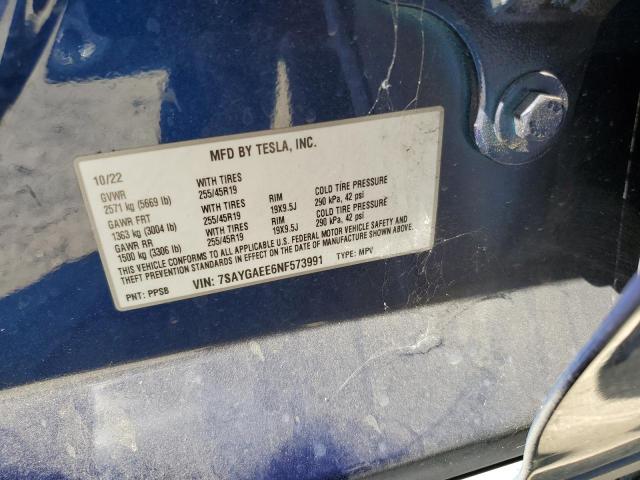 MFD BY TESLA, INC.
10/22
GVWR WITH TIRES RIM COLD TIRE PRESSURE
2571 kg (5669 lb) 255/45R19 19X9.5J 290 kPa, 42 psi
GAWR FRT WITH TIRES RIM COLD TIRE PRESSURE
1363 kg (3004 lb) 255/45R19 19X9.5J 290 kPa, 42 psi
GAWR RR WITH TIRES
1500 kg (3306 lb) 255/45R19
THIS VEHICLE CONFORMS TO ALL APPLICABLE U.S. FEDERAL MOTOR VEHICLE SAFETY AND
THEFT PREVENTION STANDARDS IN EFFECT ON THE DATE OF MANUFACTURE SHOWN ABOVE.
PNT: PPSB VIN: 7SAYGAEE6NF573991 TYPE: MPV